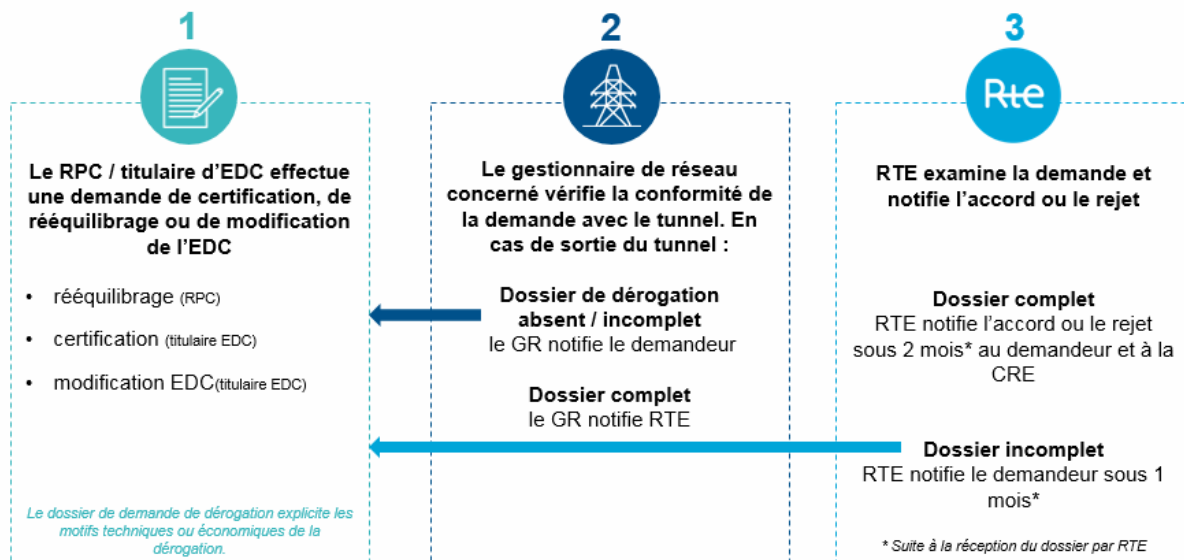 1
Le RPC / titulaire d'EDC effectue
une demande de certification, de
rééquilibrage ou de modification
de l'EDC
• rééquilibrage (RPC)
• certification (titulaire EDC)
• modification EDC(titulaire EDC)
Le dossier de demande de dérogation explicite les
motifs techniques ou économiques de la
dérogation.
2
Le gestionnaire de réseau
concerné vérifie la conformité de
la demande avec le tunnel. En
cas de sortie du tunnel :
Dossier de dérogation
absent / incomplet
le GR notifie le demandeur
Dossier complet
le GR notifie RTE
3
Rte
RTE examine la demande et
notifie l'accord ou le rejet
Dossier complet
RTE notifie l'accord ou le rejet
sous 2 mois* au demandeur et à la
CRE
Dossier incomplet
RTE notifie le demandeur sous 1
mois*
* Suite à la réception du dossier par RTE